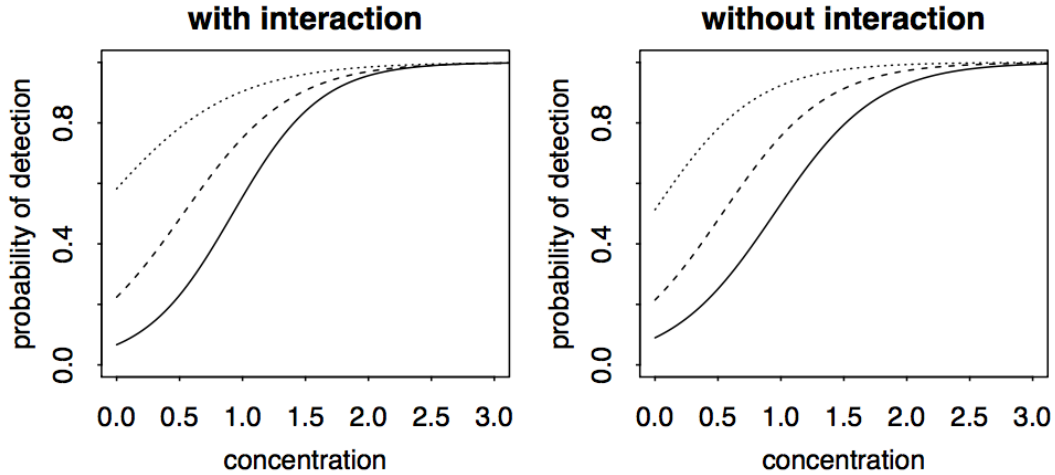 with interaction
probability of detection
0.8
0.4
0.0
0.0 0.5 1.0 1.5 2.0 2.5 3.0
concentration
without interaction
probability of detection
0.8
0.4
0.0
0.0 0.5 1.0 1.5 2.0 2.5 3.0
concentration